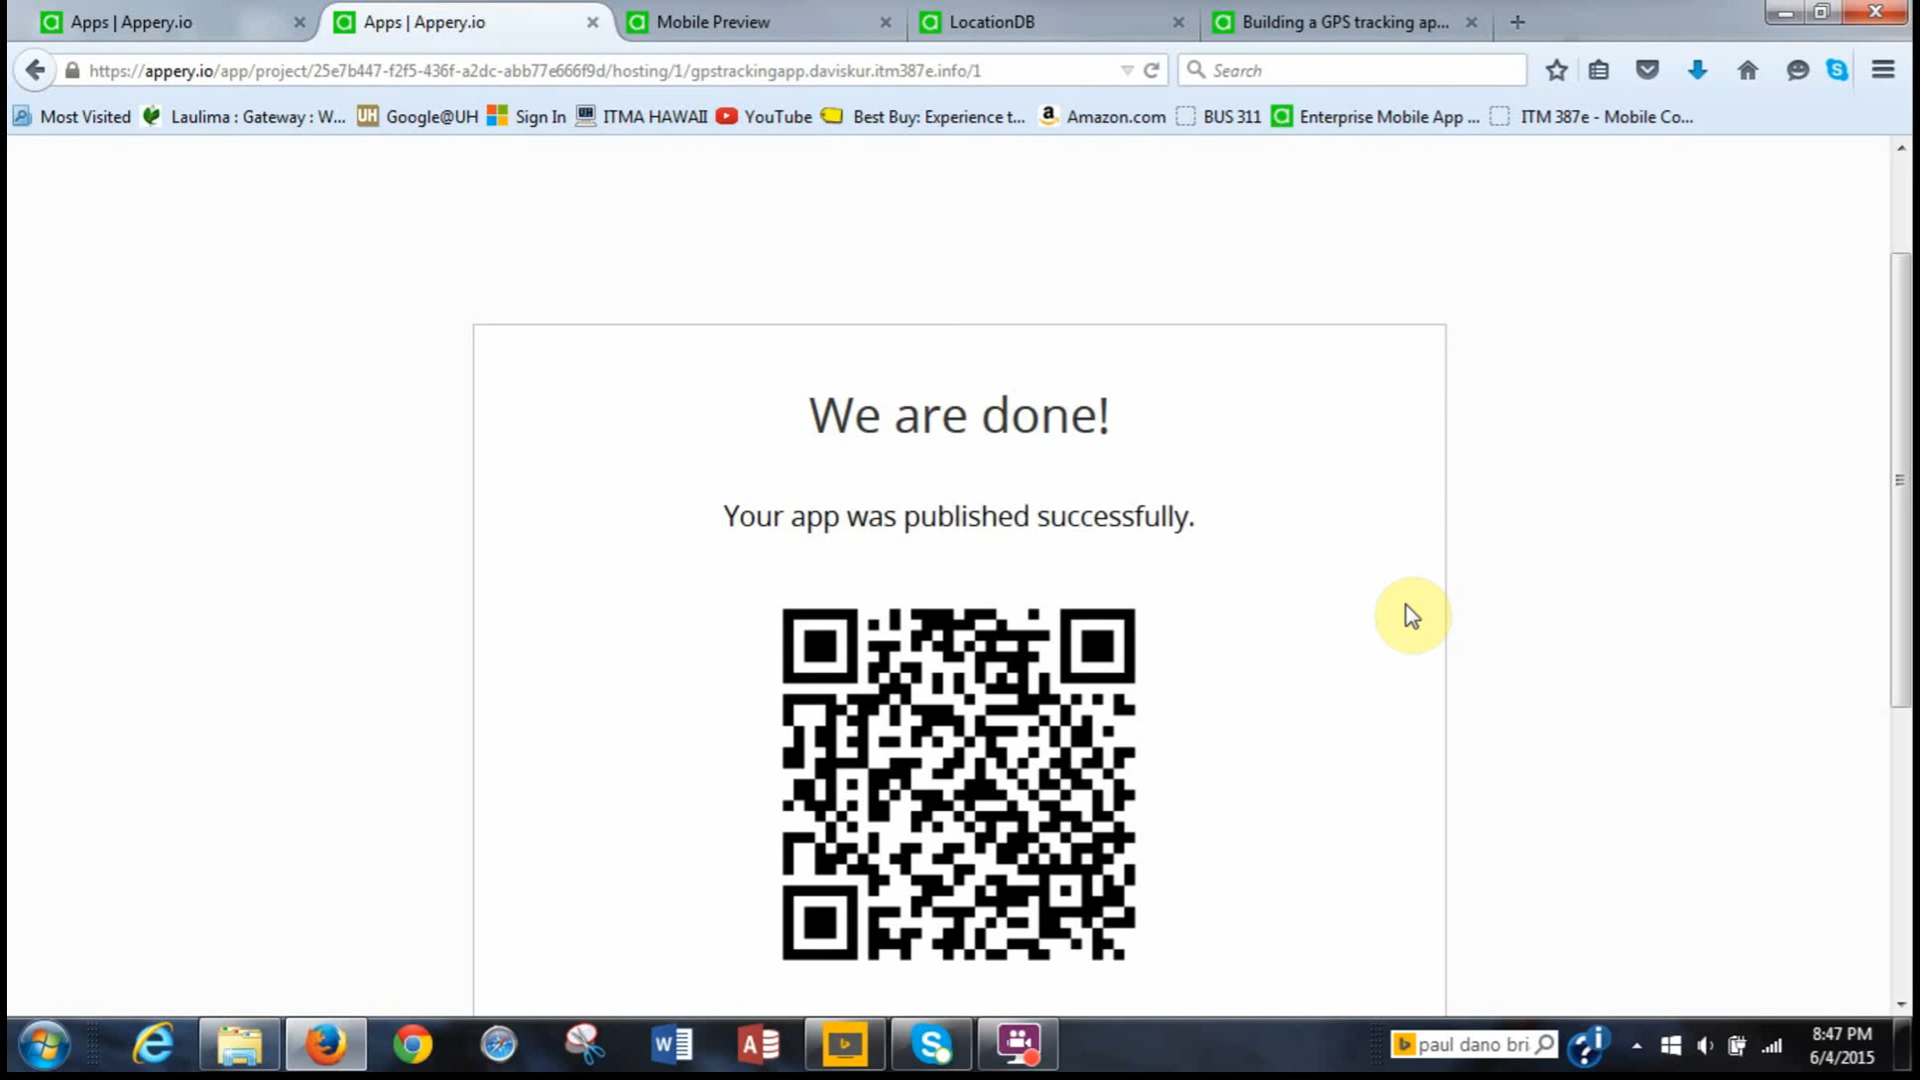 Apps | Appery.io
Apps | Appery.io
Mobile Preview
LocationDB
Building a GPS tracking ap...
https://appery.io/app/project/25e7b447-f2f5-436f-a2dc-abb77e666f9d/hosting/1/gpstrackingapp.daviskur.itm387e.info/1
Search
Most Visited
Laulima : Gateway : W...
UH Google@UH
Sign In
ITMA HAWAII
YouTube
Best Buy: Experience t...
Amazon.com
BUS 311
Enterprise Mobile App ...
ITM 387e - Mobile Co...
We are done!
Your app was published successfully.
paul dano bri
8:47 PM
6/4/2015